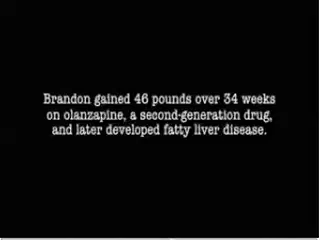 Brandon gained 46 pounds over 34 weeks
on olanzapine, a second-generation drug,
and later developed fatty liver disease.